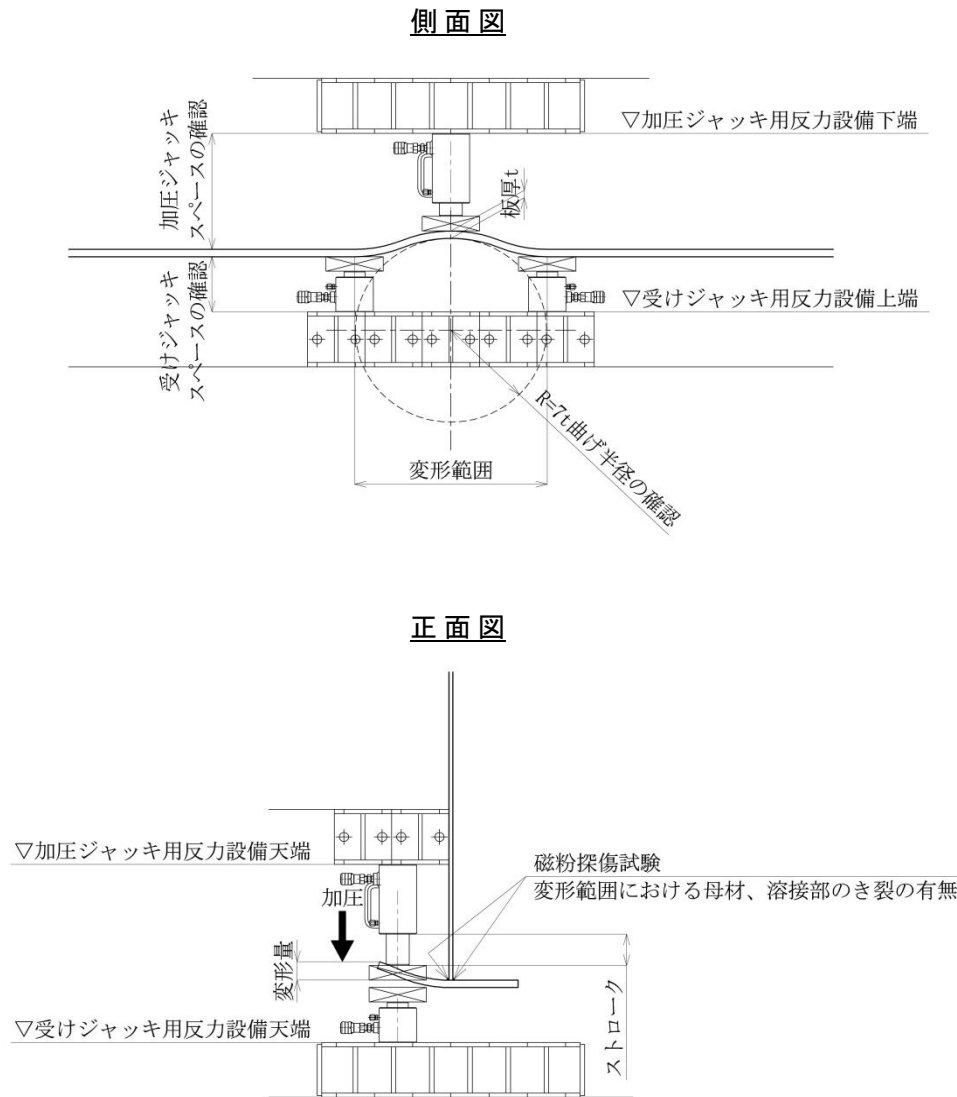 側面図
▽加圧ジャッキ用反力設備下端
加圧ジャッキ
スペースの確認
板厚t
受けジャッキ
スペースの確認
▽受けジャッキ用反力設備上端
変形範囲
R=7t曲げ半径の確認
正面図
▽加圧ジャッキ用反力設備天端
磁粉探傷試験
変形範囲における母材、溶接部のき裂の有無
加圧
変形量
ストローク
▽受けジャッキ用反力設備天端